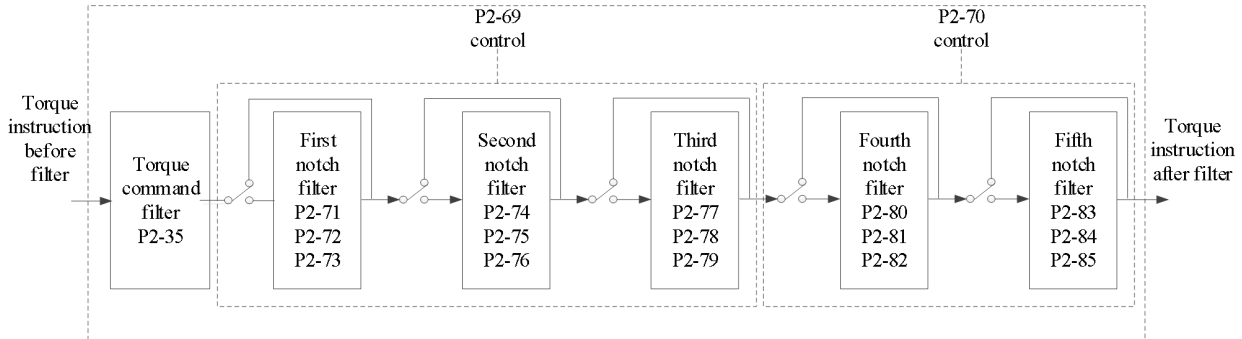 P2-69
control
P2-70
control
Torque
instruction
before
filter
Torque
command
filter
P2-35
First
notch
filter
P2-71
P2-72
P2-73
Second
notch
filter
P2-74
P2-75
P2-76
Third
notch
filter
P2-77
P2-78
P2-79
Fourth
notch
filter
P2-80
P2-81
P2-82
Fifth
notch
filter
P2-83
P2-84
P2-85
Torque
instruction
after filter